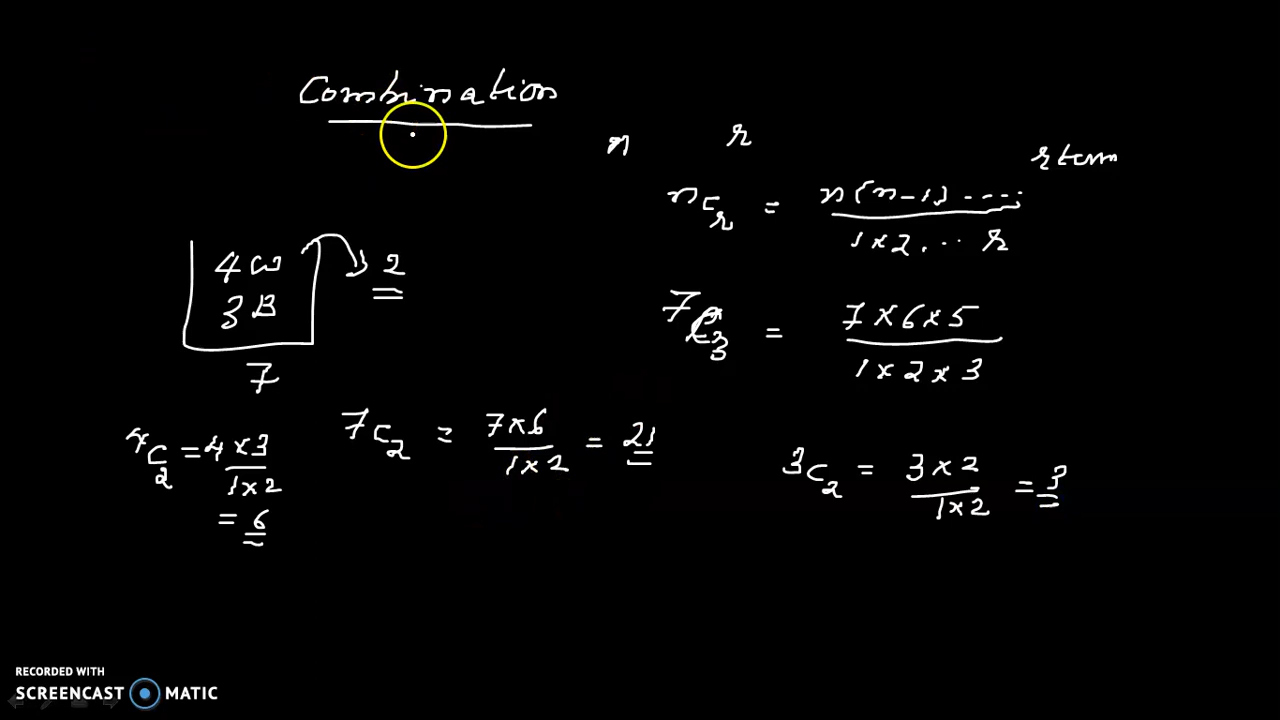 Combination
n r
r term
nCr = n(n-1) ..... / 1×2 ... r
4W
3B
2
7
7C3 = 7×6×5 / 1×2×3
7C2 = 7×6 / 1×2 = 21
4C2 = 4×3 / 1×2
= 6
3C2 = 3×2 / 1×2 = 3
RECORDED WITH
SCREENCAST MATIC